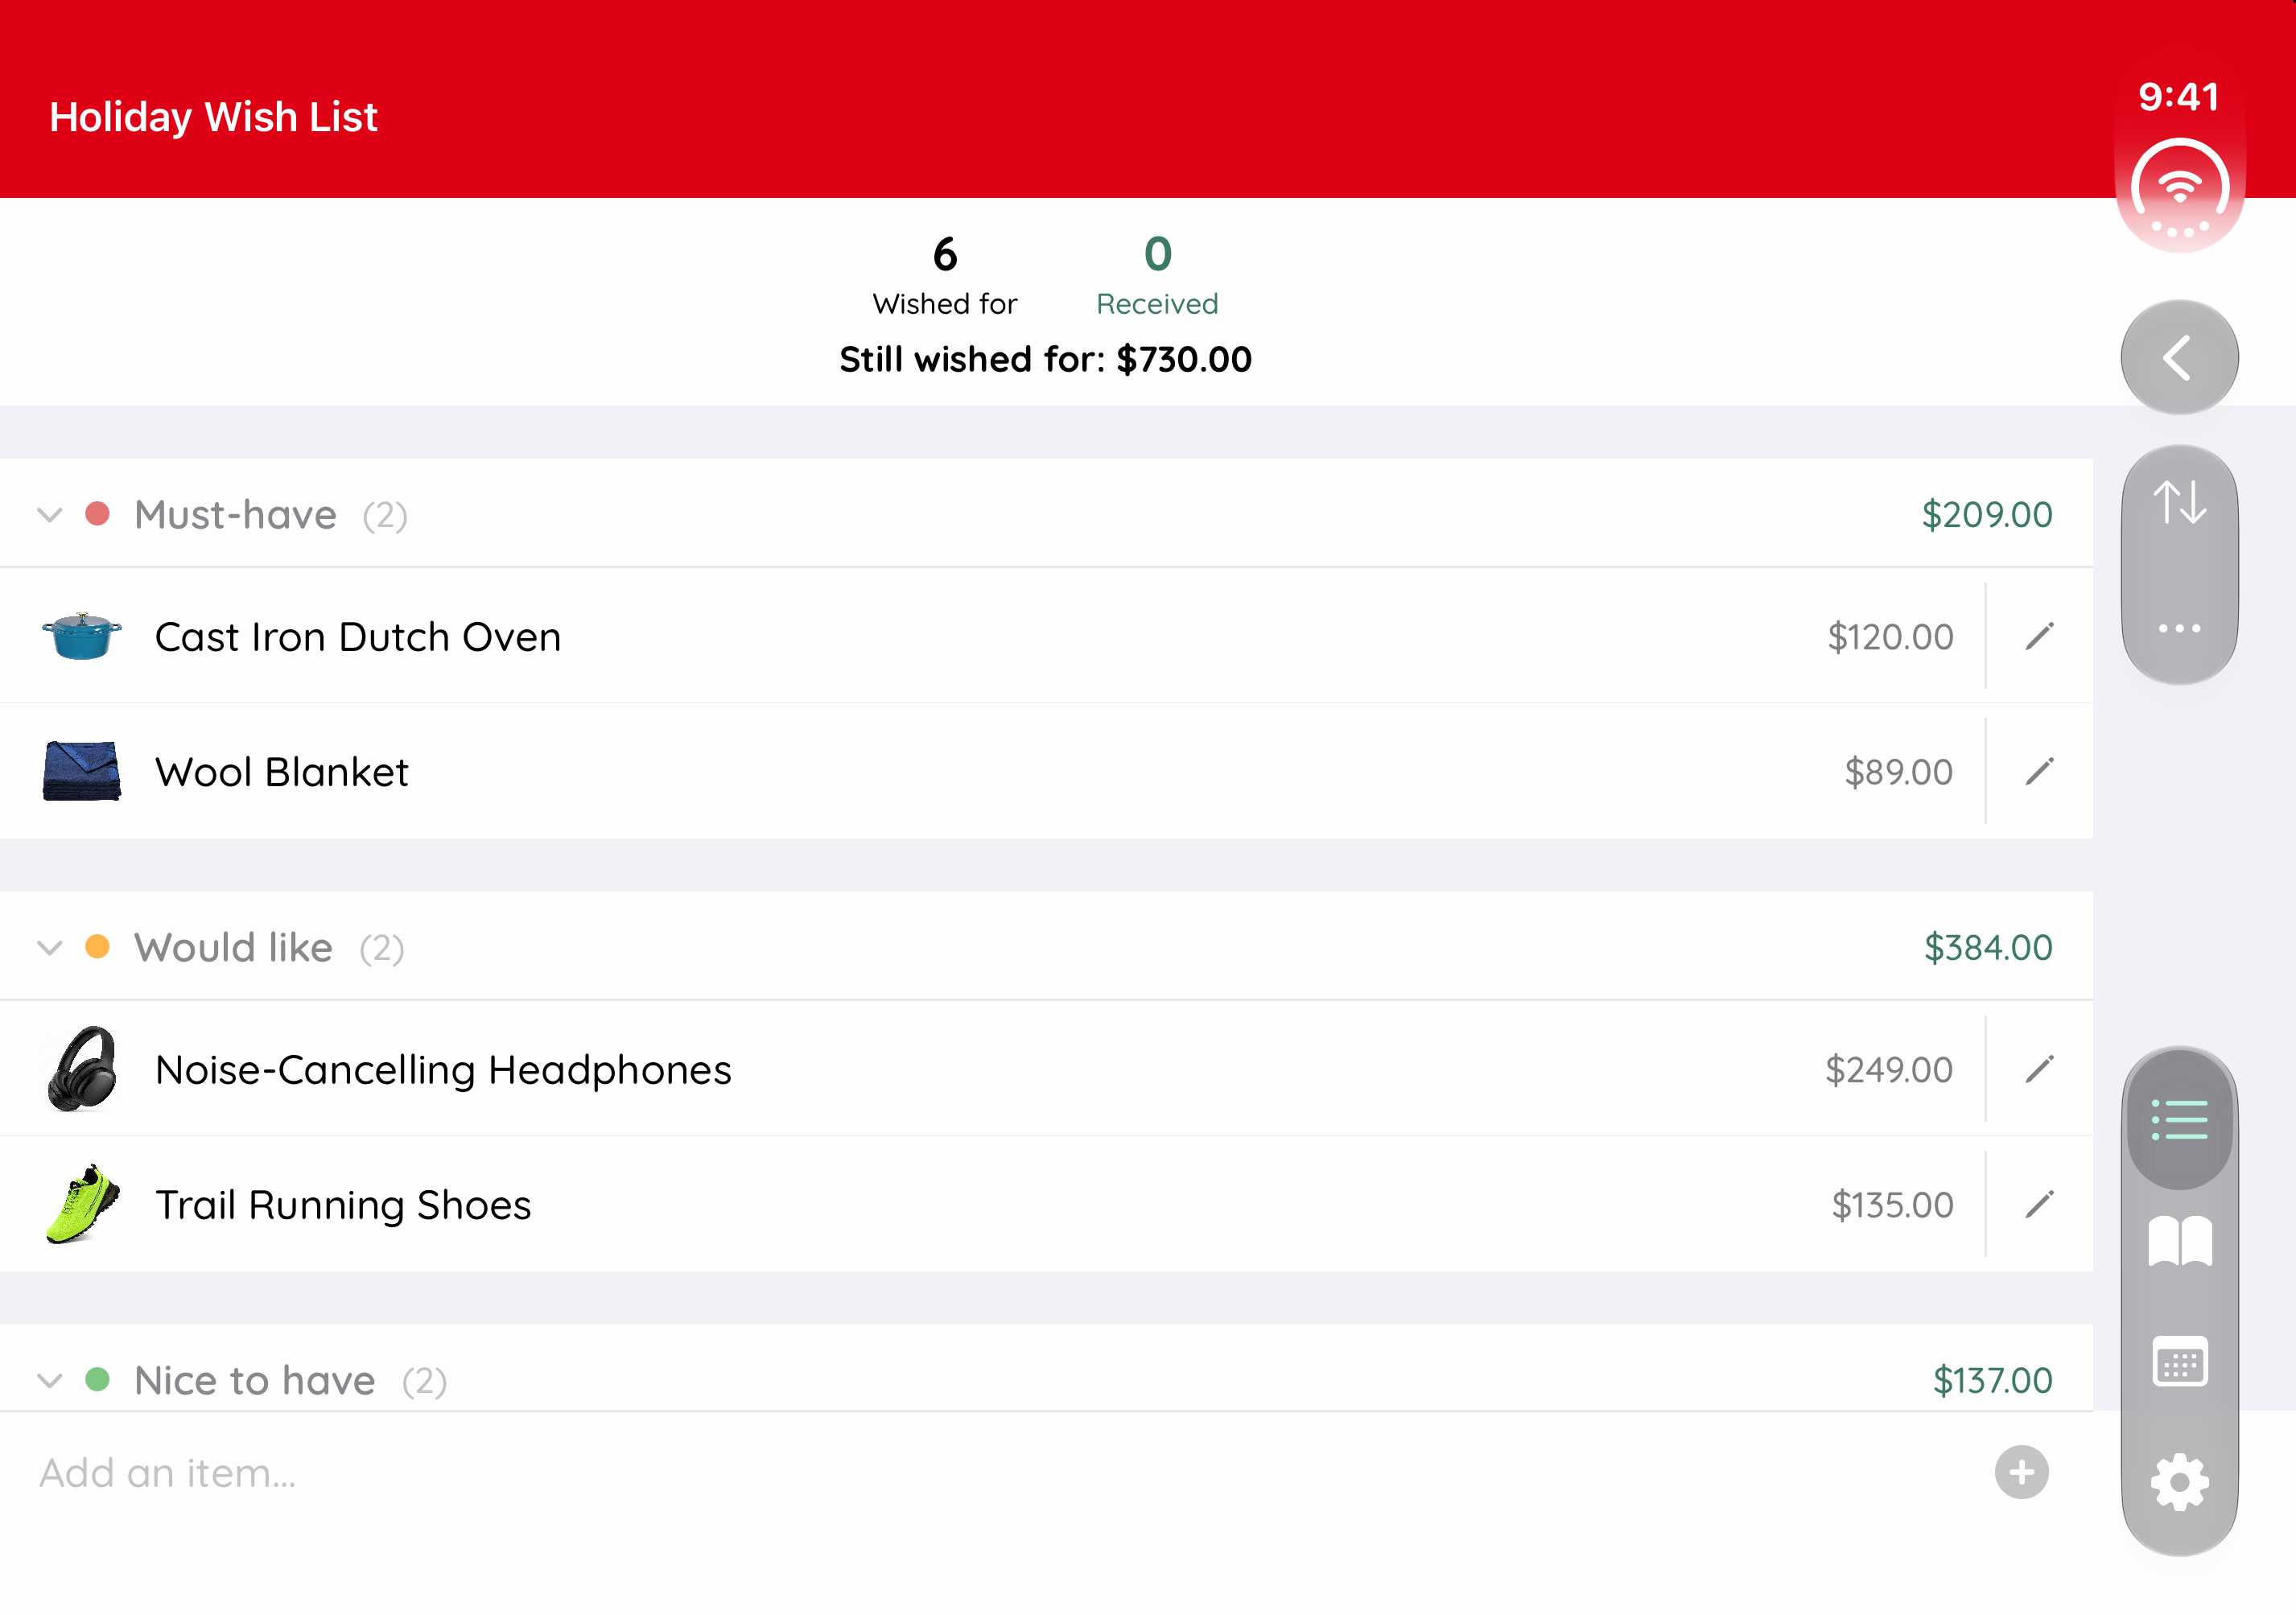 Holiday Wish List
9:41
6
Wished for
0
Received
Still wished for: $730.00
Must-have (2) $209.00
Cast Iron Dutch Oven $120.00
Wool Blanket $89.00
Would like (2) $384.00
Noise-Cancelling Headphones $249.00
Trail Running Shoes $135.00
Nice to have (2) $137.00
Add an item...